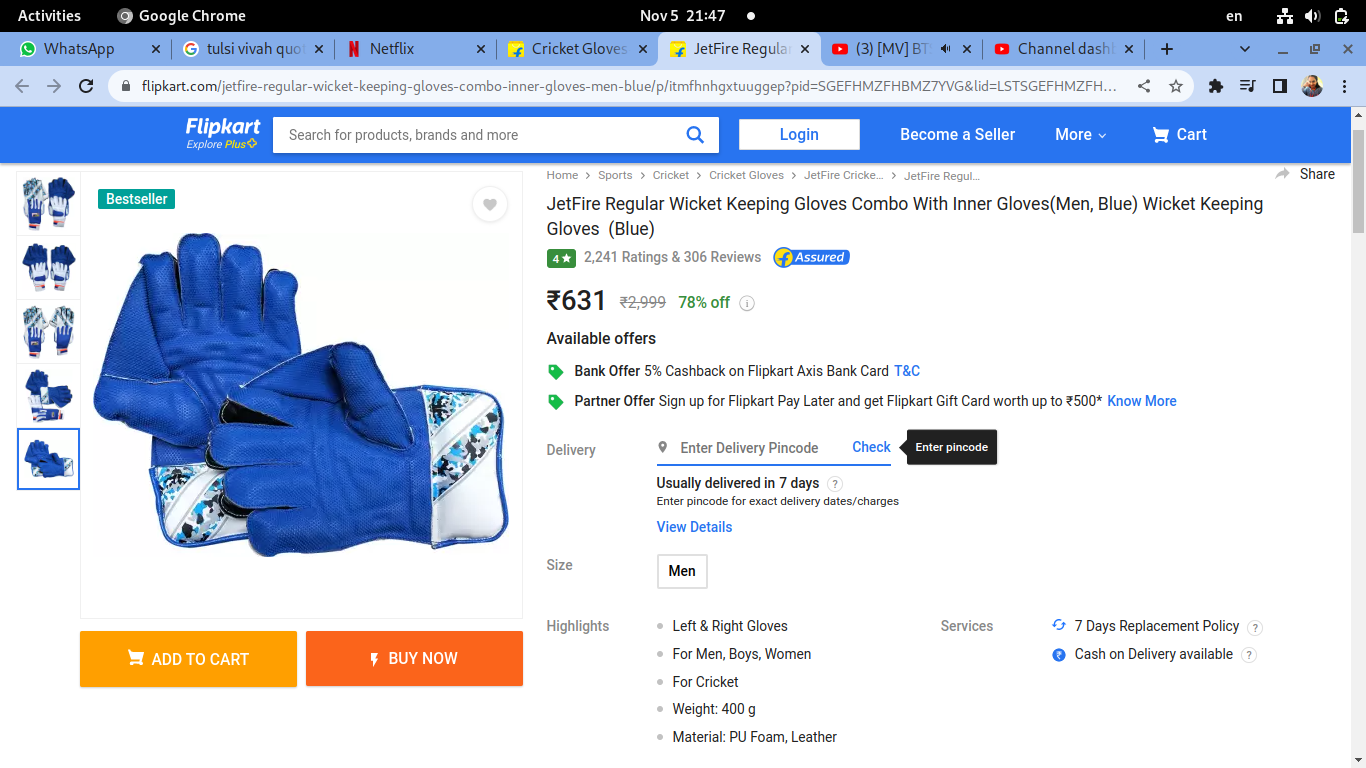 Activities
Google Chrome
Nov 5 21:47
en
WhatsApp
tulsi vivah quo
Netflix
Cricket Gloves
JetFire Regula
(3) [MV] BT
Channel dash
flipkart.com/jetfire-regular-wicket-keeping-gloves-combo-inner-gloves-men-blue/p/itmfhnhgxtuuggep?pid=SGEFHMZFHBMZ7YVG&lid=LSTSGEFHMZFH...
Flipkart
Explore Plus
Search for products, brands and more
Login
Become a Seller
More
Cart
Home
Sports
Cricket
Cricket Gloves
JetFire Cricke...
JetFire Regul...
Share
Bestseller
JetFire Regular Wicket Keeping Gloves Combo With Inner Gloves(Men, Blue) Wicket Keeping
Gloves (Blue)
4★ 2,241 Ratings & 306 Reviews
Assured
₹631 ₹2,999 78% off
Available offers
Bank Offer 5% Cashback on Flipkart Axis Bank Card T&C
Partner Offer Sign up for Flipkart Pay Later and get Flipkart Gift Card worth up to ₹500* Know More
Delivery
Enter Delivery Pincode
Check
Enter pincode
Usually delivered in 7 days ?
Enter pincode for exact delivery dates/charges
View Details
Size
Men
Highlights
Left & Right Gloves
For Men, Boys, Women
For Cricket
Weight: 400 g
Material: PU Foam, Leather
Services
7 Days Replacement Policy ?
Cash on Delivery available ?
ADD TO CART
BUY NOW